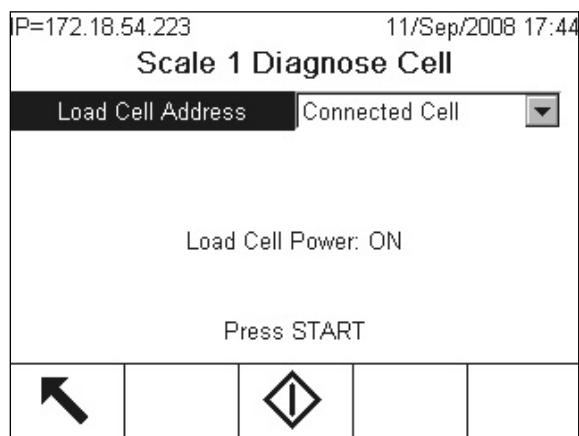 IP=172.18.54.223 11/Sep/2008 17:44
Scale 1 Diagnose Cell
Load Cell Address Connected Cell
Load Cell Power: ON
Press START